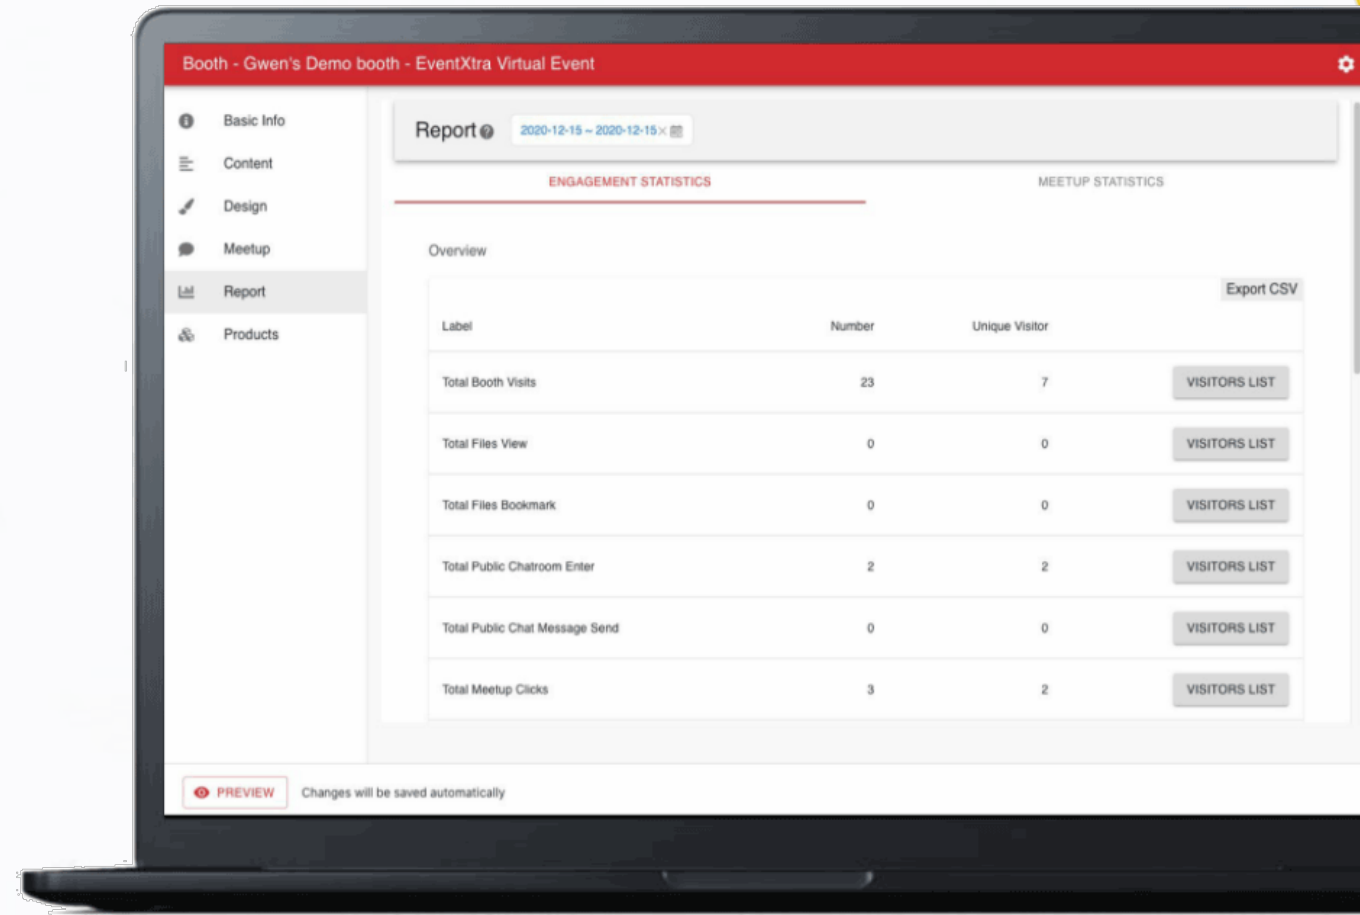 Booth - Gwen's Demo booth - EventXtra Virtual Event
Basic Info
Content
Design
Meetup
Report
Products
Report
2020-12-15 ~ 2020-12-15
ENGAGEMENT STATISTICS MEETUP STATISTICS
Overview
Export CSV
Label Number Unique Visitor
Total Booth Visits 23 7 VISITORS LIST
Total Files View 0 0 VISITORS LIST
Total Files Bookmark 0 0 VISITORS LIST
Total Public Chatroom Enter 2 2 VISITORS LIST
Total Public Chat Message Send 0 0 VISITORS LIST
Total Meetup Clicks 3 2 VISITORS LIST
PREVIEW Changes will be saved automatically